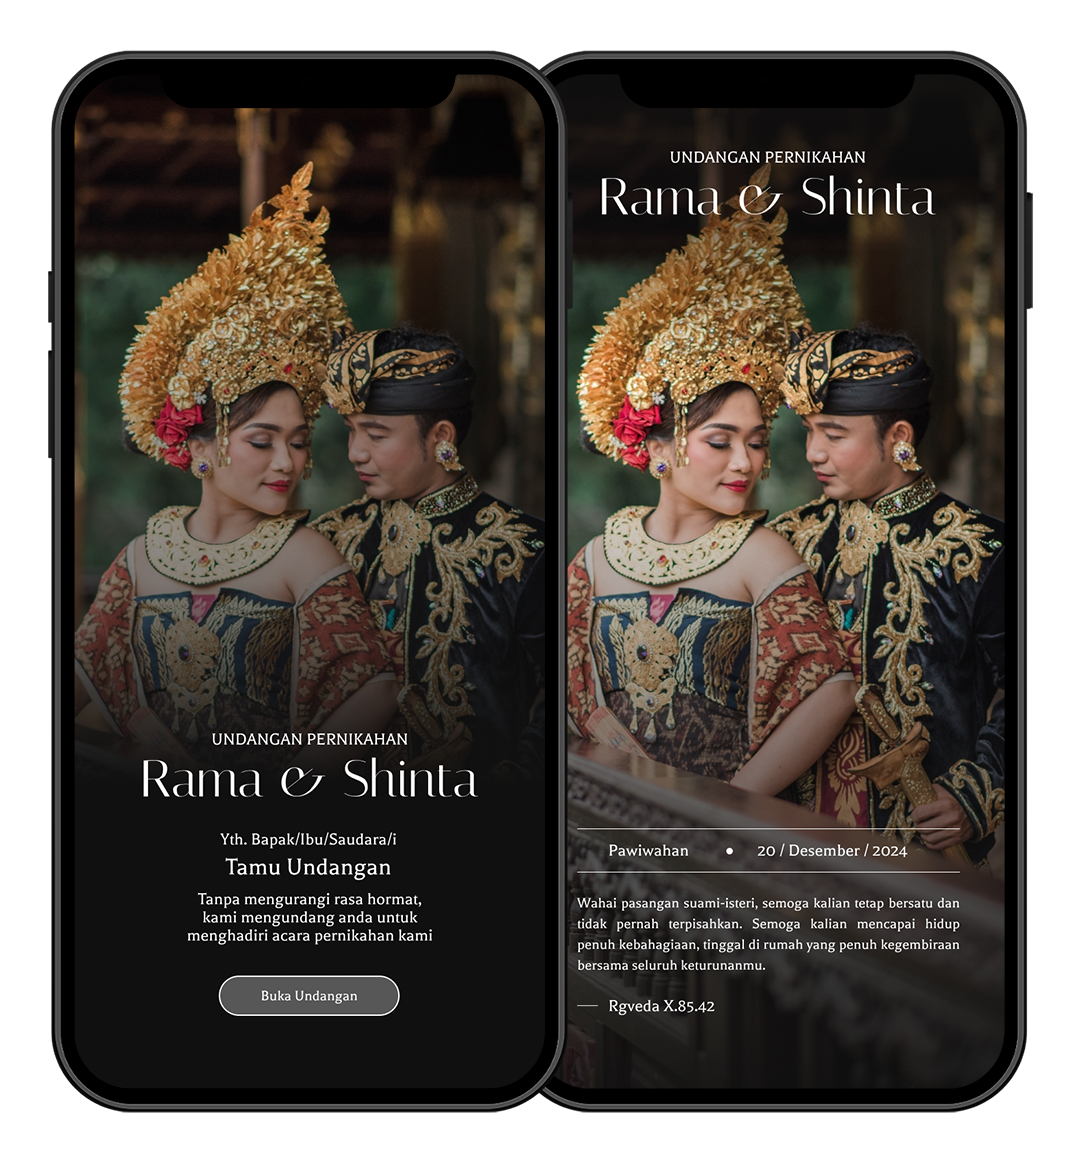 UNDANGAN PERNIKAHAN
Rama & Shinta
Yth. Bapak/Ibu/Saudara/i
Tamu Undangan
Tanpa mengurangi rasa hormat,
kami mengundang anda untuk
menghadiri acara pernikahan kami
Buka Undangan
UNDANGAN PERNIKAHAN
Rama & Shinta
Pawiwahan • 20 / Desember / 2024
Wahai pasangan suami-isteri, semoga kalian tetap bersatu dan
tidak pernah terpisahkan. Semoga kalian mencapai hidup
penuh kebahagiaan, tinggal di rumah yang penuh kegembiraan
bersama seluruh keturunanmu.
— Rgveda X.85.42